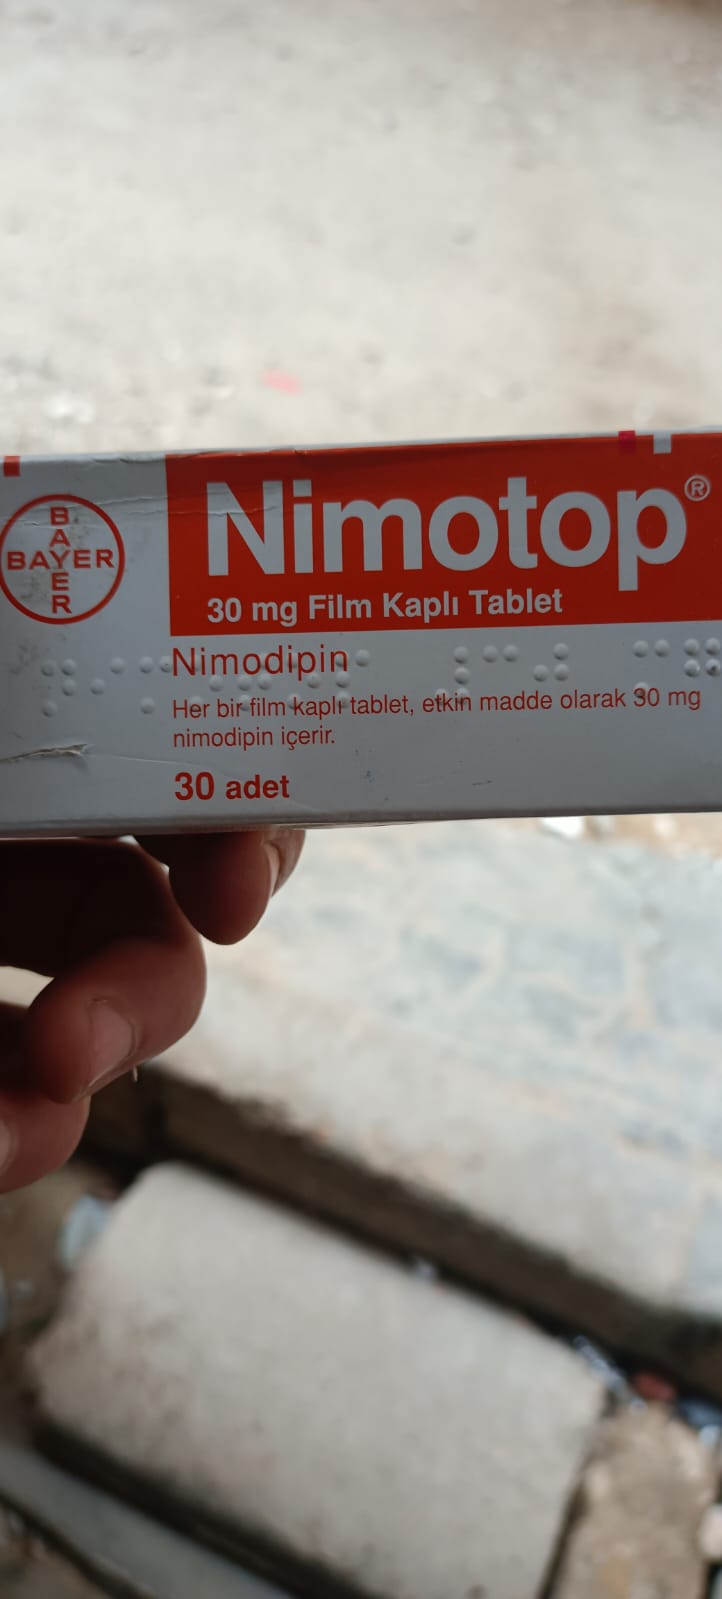 BAYER
BAYER
Nimotop®
30 mg Film Kaplı Tablet
Nimodipin
Her bir film kaplı tablet, etkin madde olarak 30 mg
nimodipin içerir.
30 adet